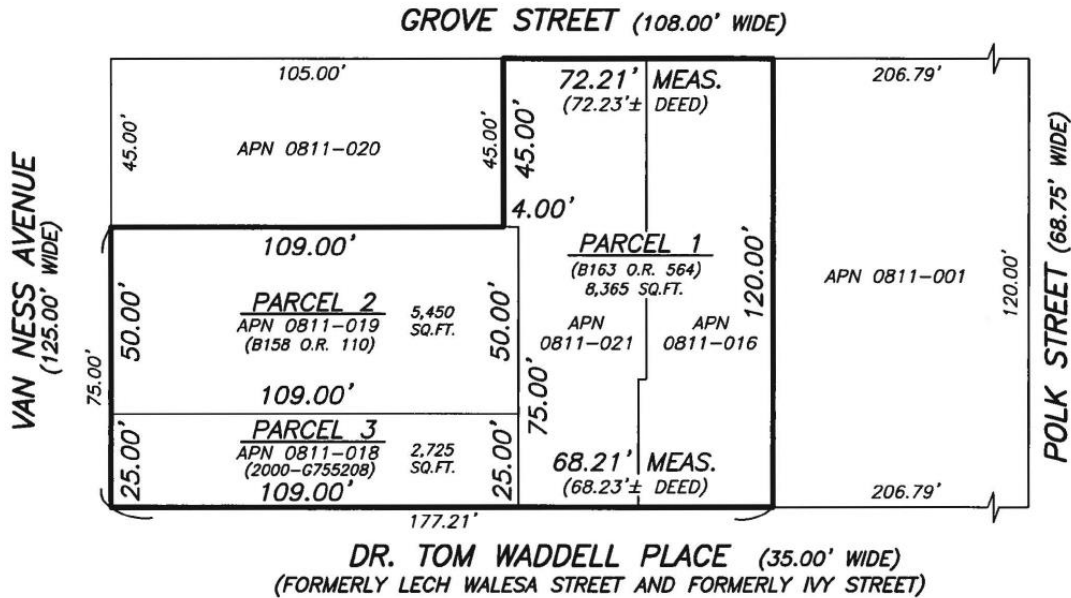 GROVE STREET (108.00' WIDE)
105.00'
72.21' MEAS.
(72.23'± DEED)
206.79'
45.00'
APN 0811-020
45.00'
45.00'
4.00'
VAN NESS AVENUE
(125.00' WIDE)
75.00'
109.00'
50.00'
PARCEL 2
APN 0811-019
(B158 O.R. 110)
5,450
SQ.FT.
50.00'
109.00'
PARCEL 1
(B163 O.R. 564)
8,365 SQ.FT.
APN
0811-021
APN
0811-016
120.00'
APN 0811-001
120.00'
POLK STREET (68.75' WIDE)
25.00'
PARCEL 3
APN 0811-018
(2000-G755208)
109.00'
2,725
SQ.FT.
25.00'
75.00'
68.21' MEAS.
(68.23'± DEED)
206.79'
177.21'
DR. TOM WADDELL PLACE (35.00' WIDE)
(FORMERLY LECH WALESA STREET AND FORMERLY IVY STREET)